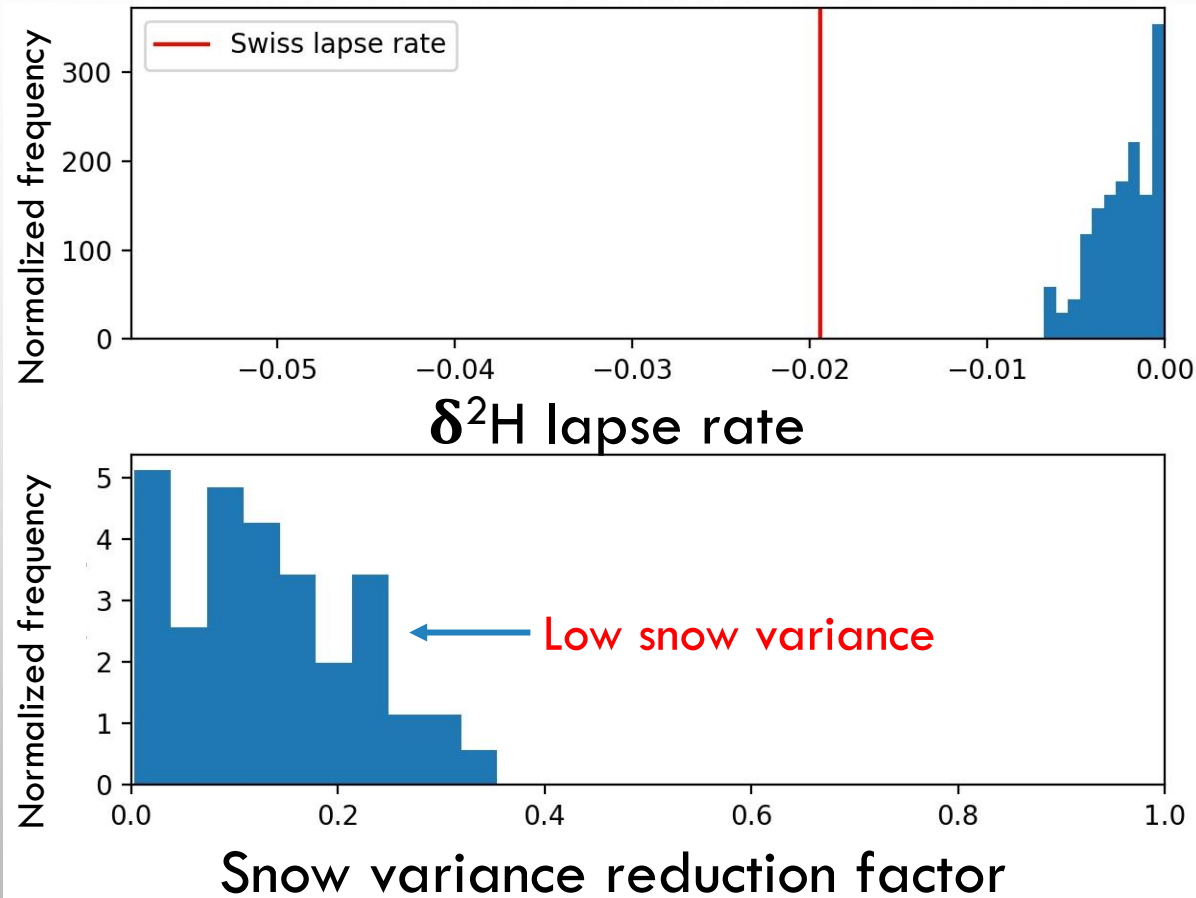 Normalized frequency
300
200
100
0
Swiss lapse rate
−0.05 −0.04 −0.03 −0.02 −0.01 0.00
δ²H lapse rate
Normalized frequency
5
4
3
2
1
0
Low snow variance
0.0 0.2 0.4 0.6 0.8 1.0
Snow variance reduction factor